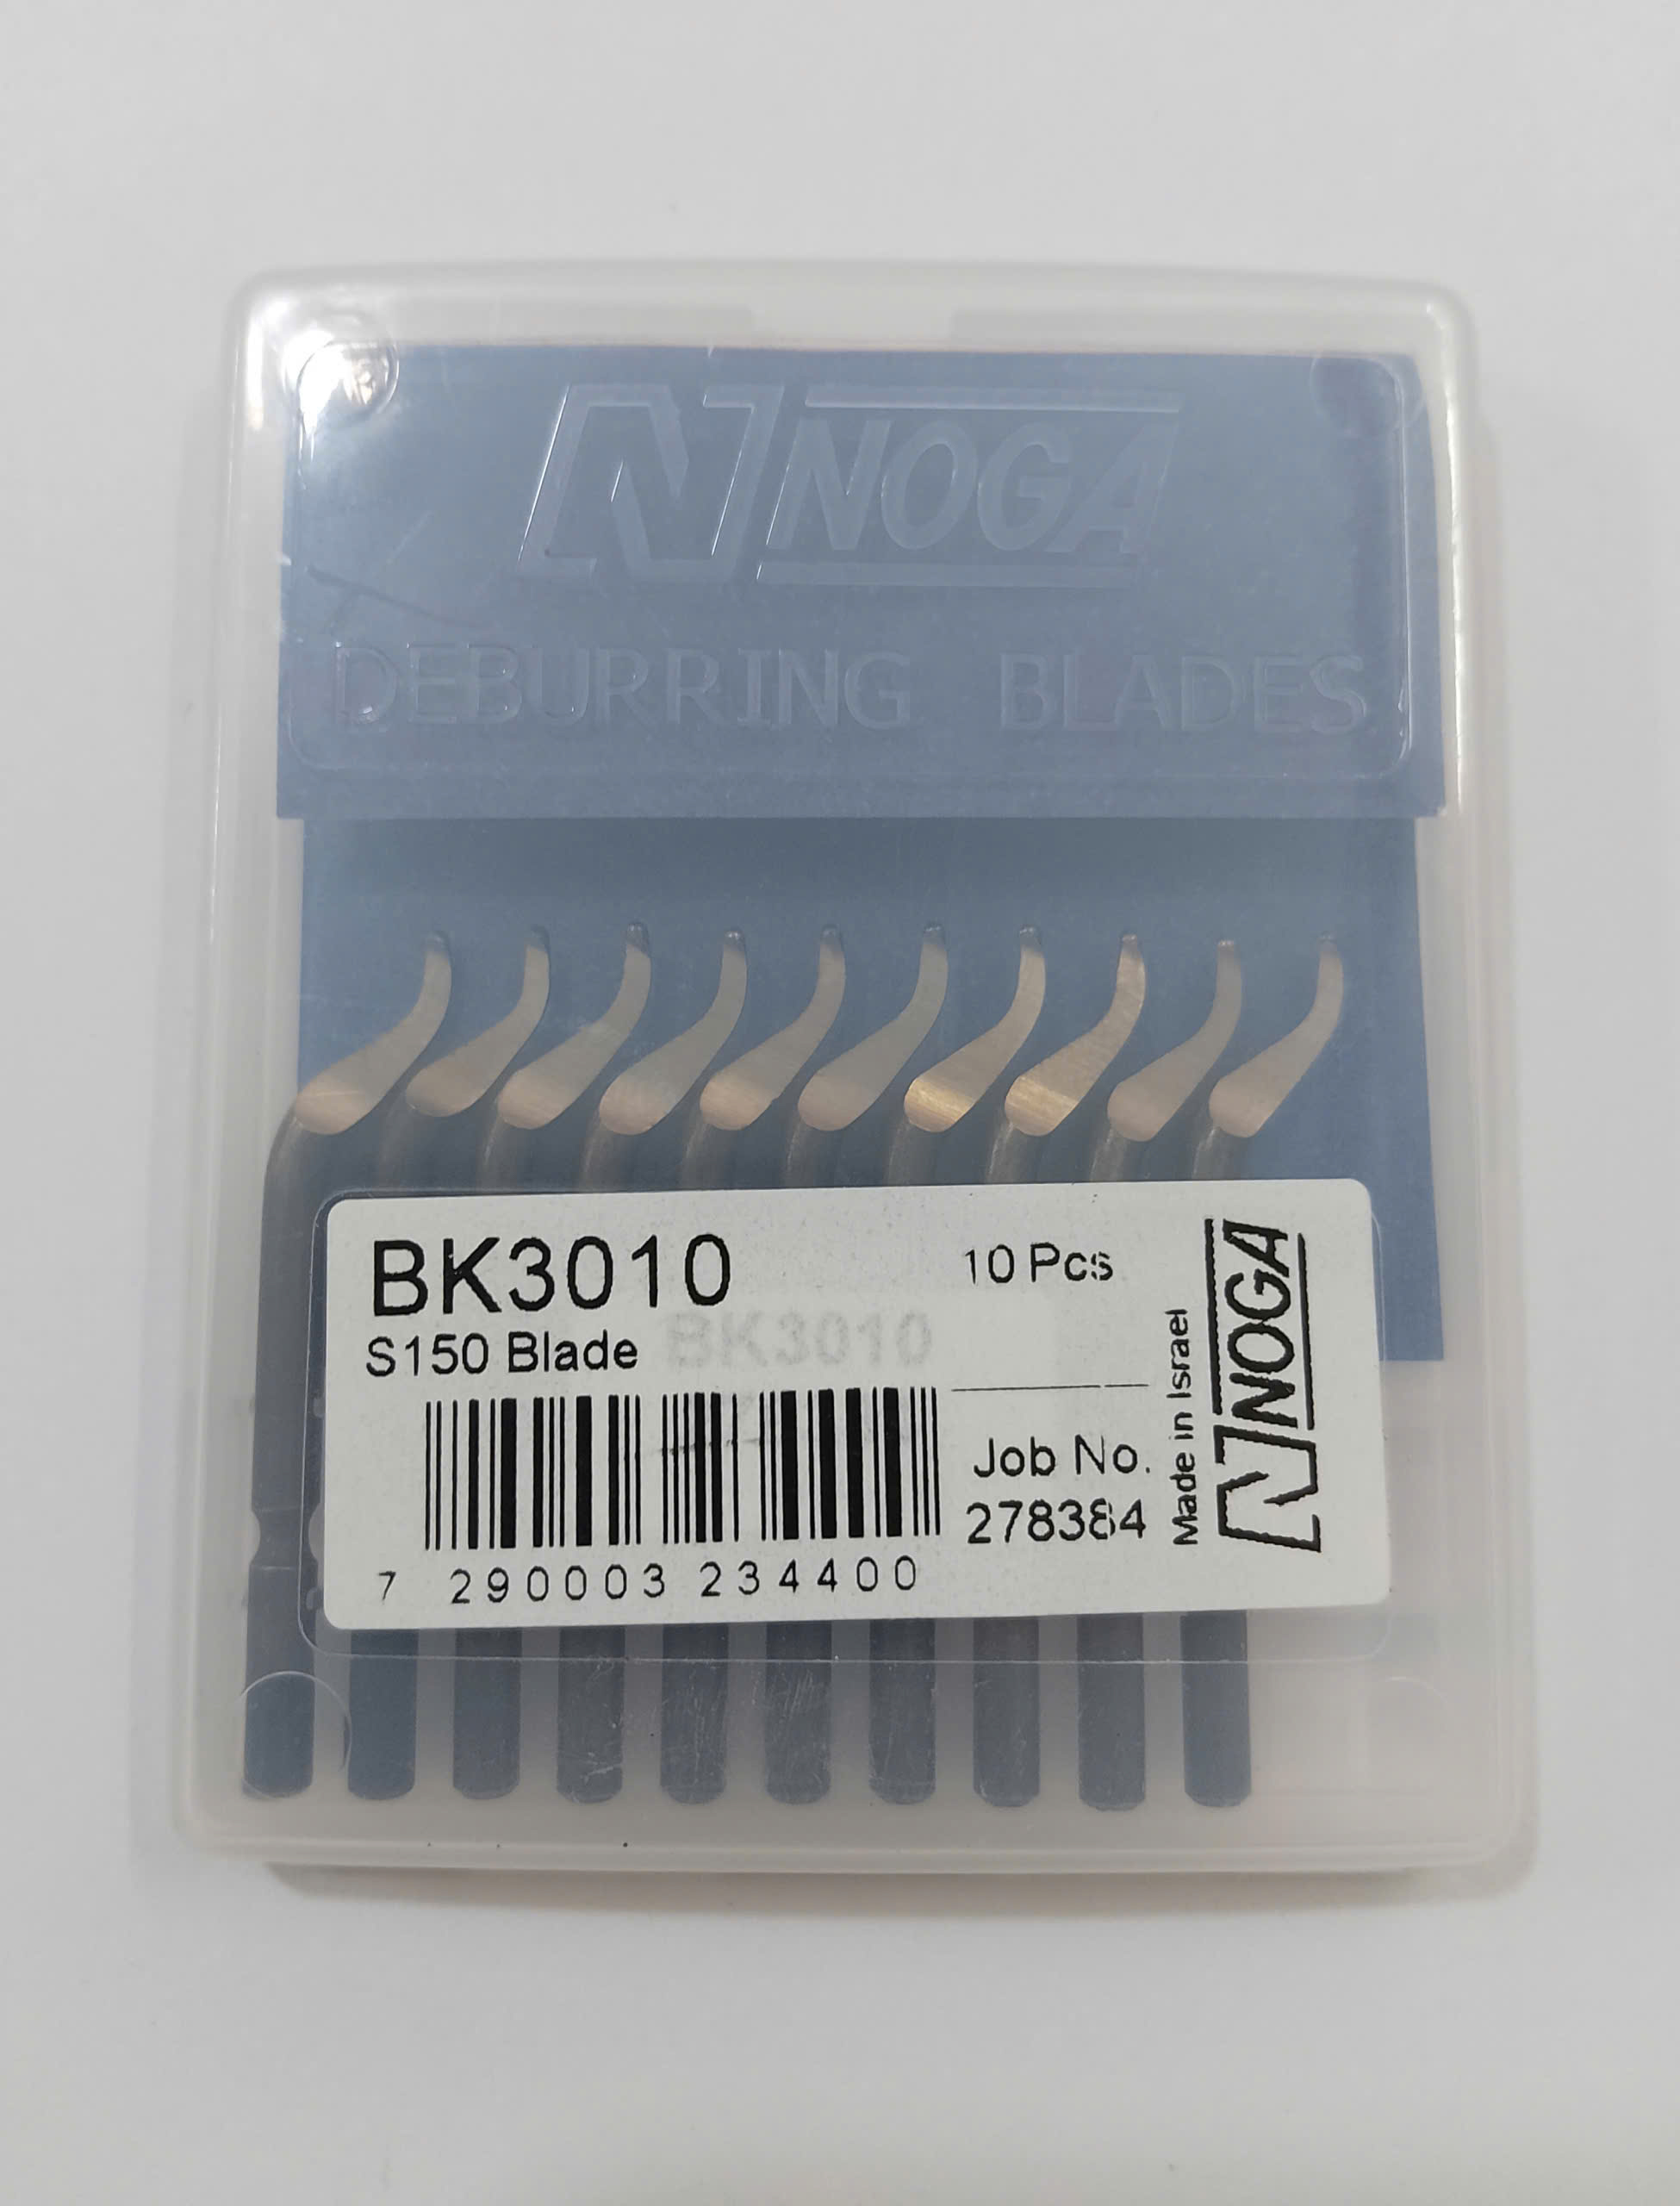 NOGA
DEBURRING BLADES
BK3010
10 Pcs
S150 Blade
BK3010
Job No.
278384
7 290003 234400
Made in Israel
NOGA